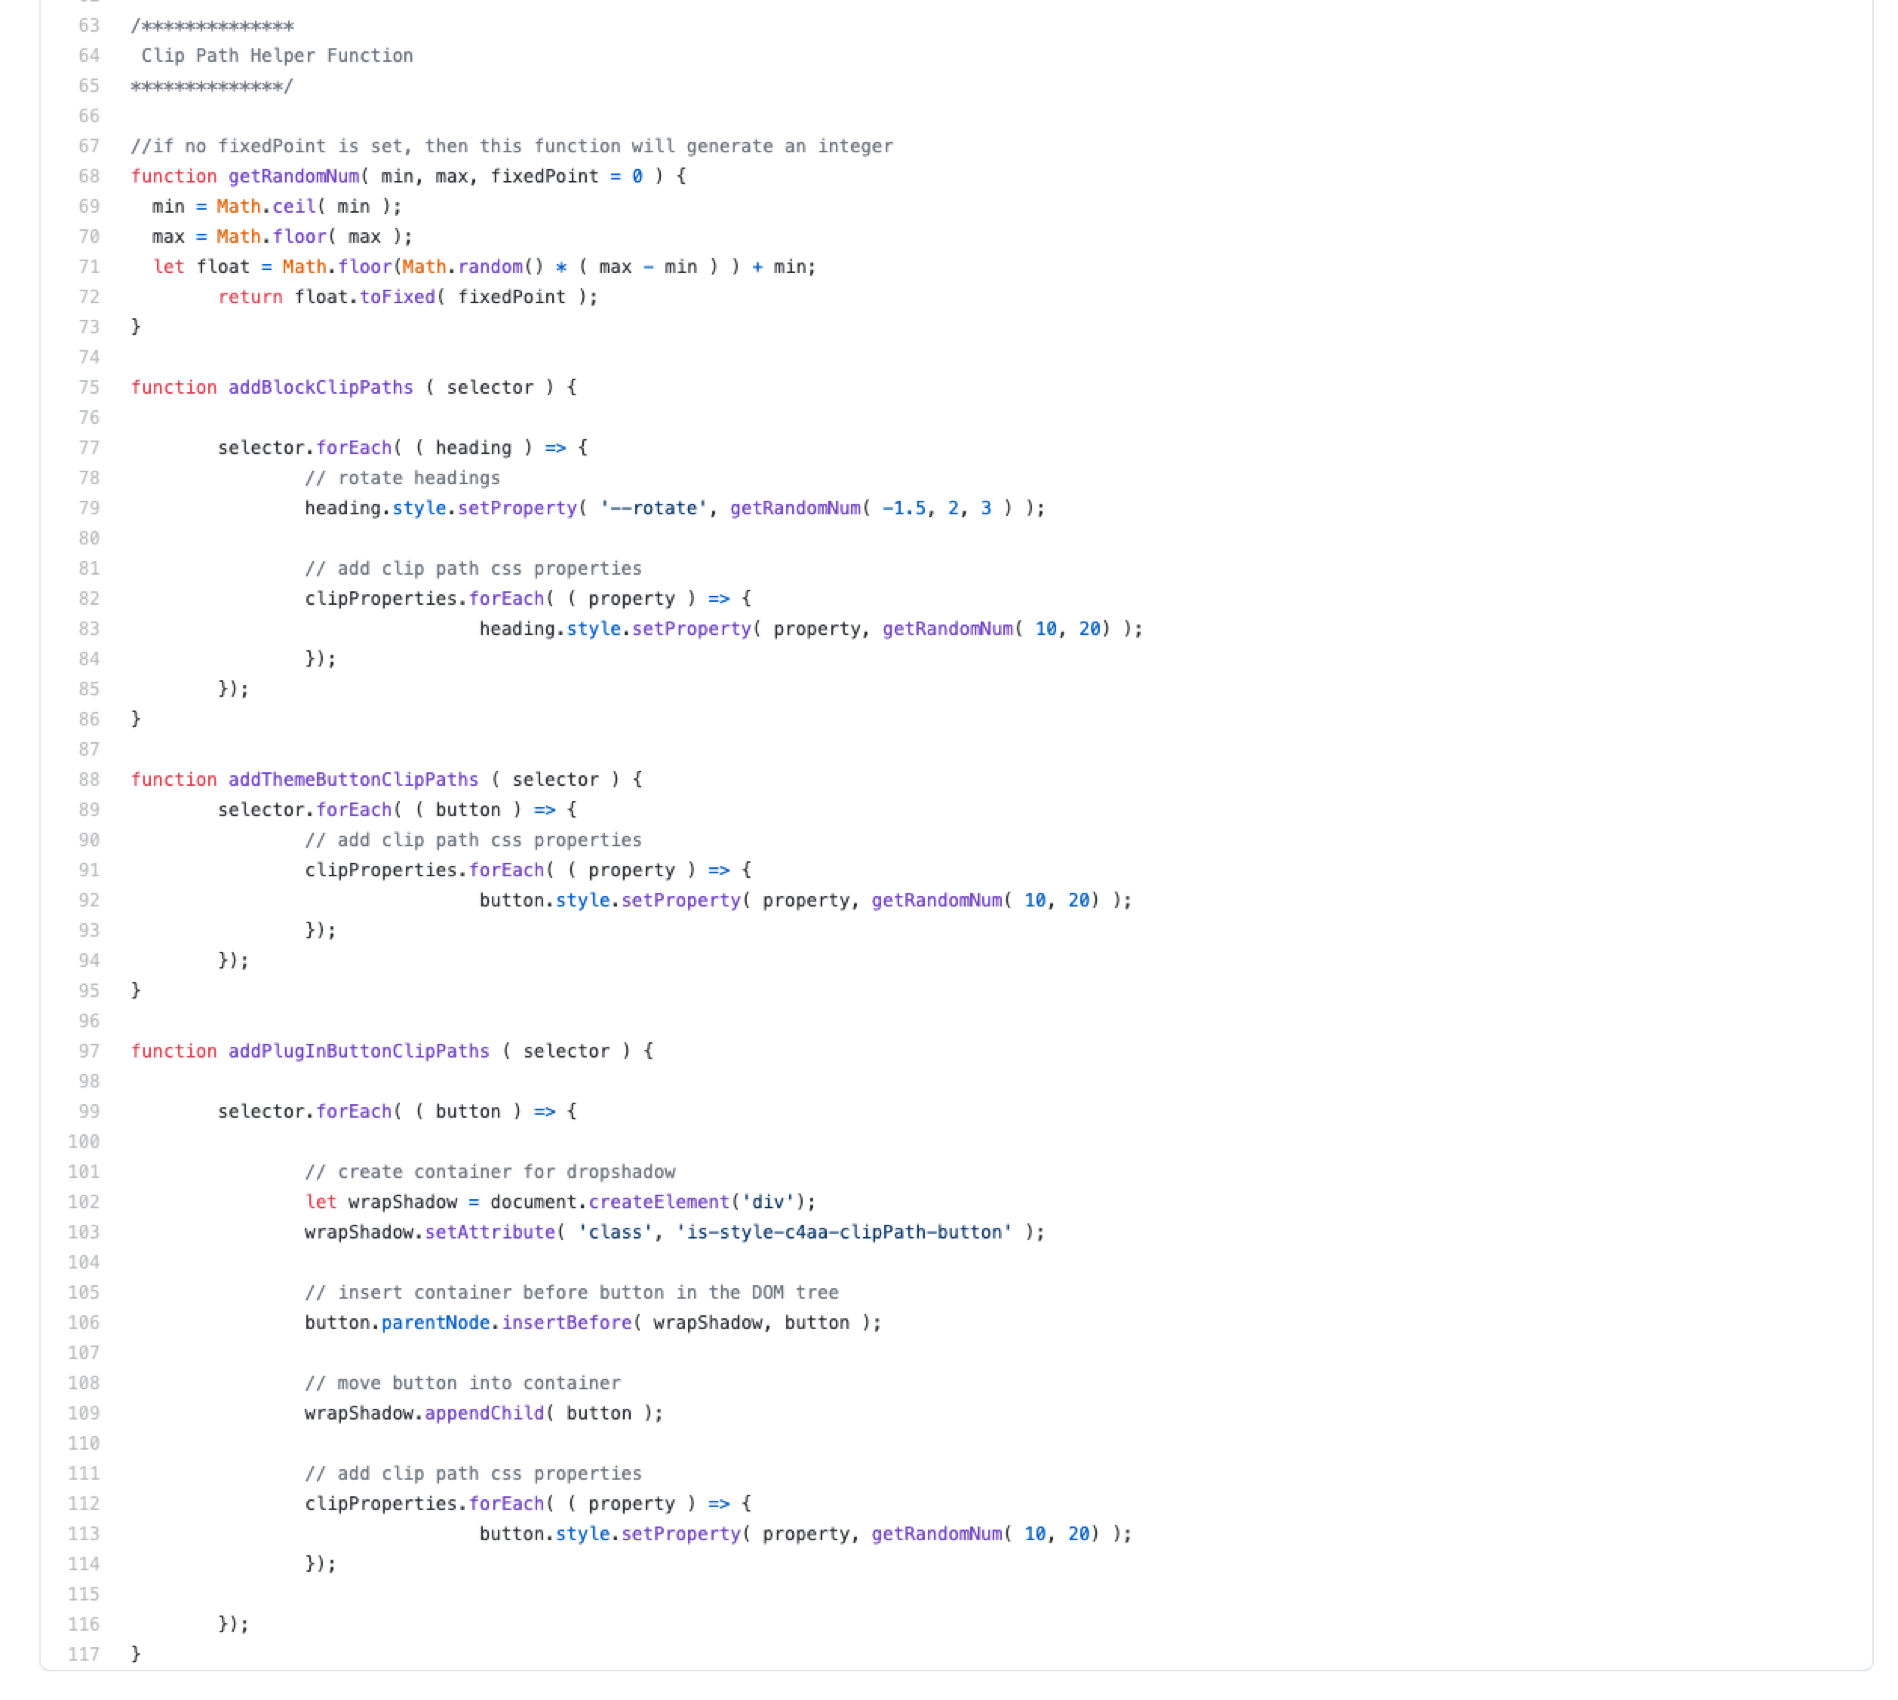 63 /**************
64  Clip Path Helper Function
65 **************/
66
67 //if no fixedPoint is set, then this function will generate an integer
68 function getRandomNum( min, max, fixedPoint = 0 ) {
69   min = Math.ceil( min );
70   max = Math.floor( max );
71   let float = Math.floor(Math.random() * ( max - min ) ) + min;
72         return float.toFixed( fixedPoint );
73 }
74
75 function addBlockClipPaths ( selector ) {
76
77         selector.forEach( ( heading ) => {
78                 // rotate headings
79                 heading.style.setProperty( '--rotate', getRandomNum( -1.5, 2, 3 ) );
80
81                 // add clip path css properties
82                 clipProperties.forEach( ( property ) => {
83                                 heading.style.setProperty( property, getRandomNum( 10, 20) );
84                 });
85         });
86 }
87
88 function addThemeButtonClipPaths ( selector ) {
89         selector.forEach( ( button ) => {
90                 // add clip path css properties
91                 clipProperties.forEach( ( property ) => {
92                                 button.style.setProperty( property, getRandomNum( 10, 20) );
93                 });
94         });
95 }
96
97 function addPlugInButtonClipPaths ( selector ) {
98
99         selector.forEach( ( button ) => {
100
101                 // create container for dropshadow
102                 let wrapShadow = document.createElement('div');
103                 wrapShadow.setAttribute( 'class', 'is-style-c4aa-clipPath-button' );
104
105                 // insert container before button in the DOM tree
106                 button.parentNode.insertBefore( wrapShadow, button );
107
108                 // move button into container
109                 wrapShadow.appendChild( button );
110
111                 // add clip path css properties
112                 clipProperties.forEach( ( property ) => {
113                                 button.style.setProperty( property, getRandomNum( 10, 20) );
114                 });
115
116         });
117 }